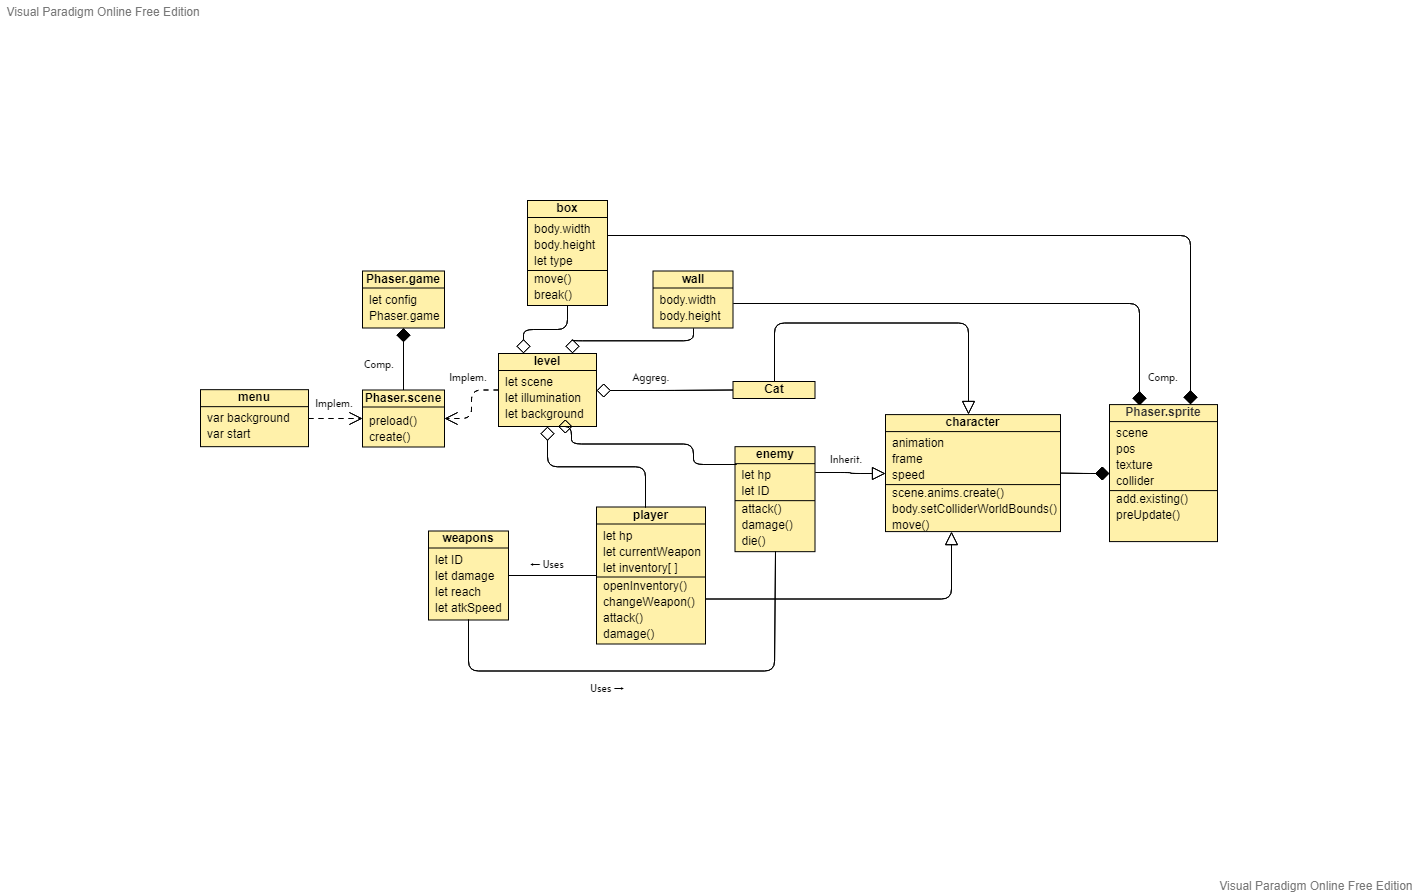 Visual Paradigm Online Free Edition
box
body.width
body.height
let type
move()
break()
Phaser.game
let config
Phaser.game
wall
body.width
body.height
Comp.
Implem.
level
let scene
let illumination
let background
Aggreg.
Cat
Comp.
menu
var background
var start
Implem.
Phaser.scene
preload()
create()
character
animation
frame
speed
scene.anims.create()
body.setColliderWorldBounds()
move()
Phaser.sprite
scene
pos
texture
collider
add.existing()
preUpdate()
enemy
let hp
let ID
attack()
damage()
die()
Inherit.
player
let hp
let currentWeapon
let inventory[ ]
openInventory()
changeWeapon()
attack()
damage()
weapons
let ID
let damage
let reach
let atkSpeed
← Uses
Uses →
Visual Paradigm Online Free Edition